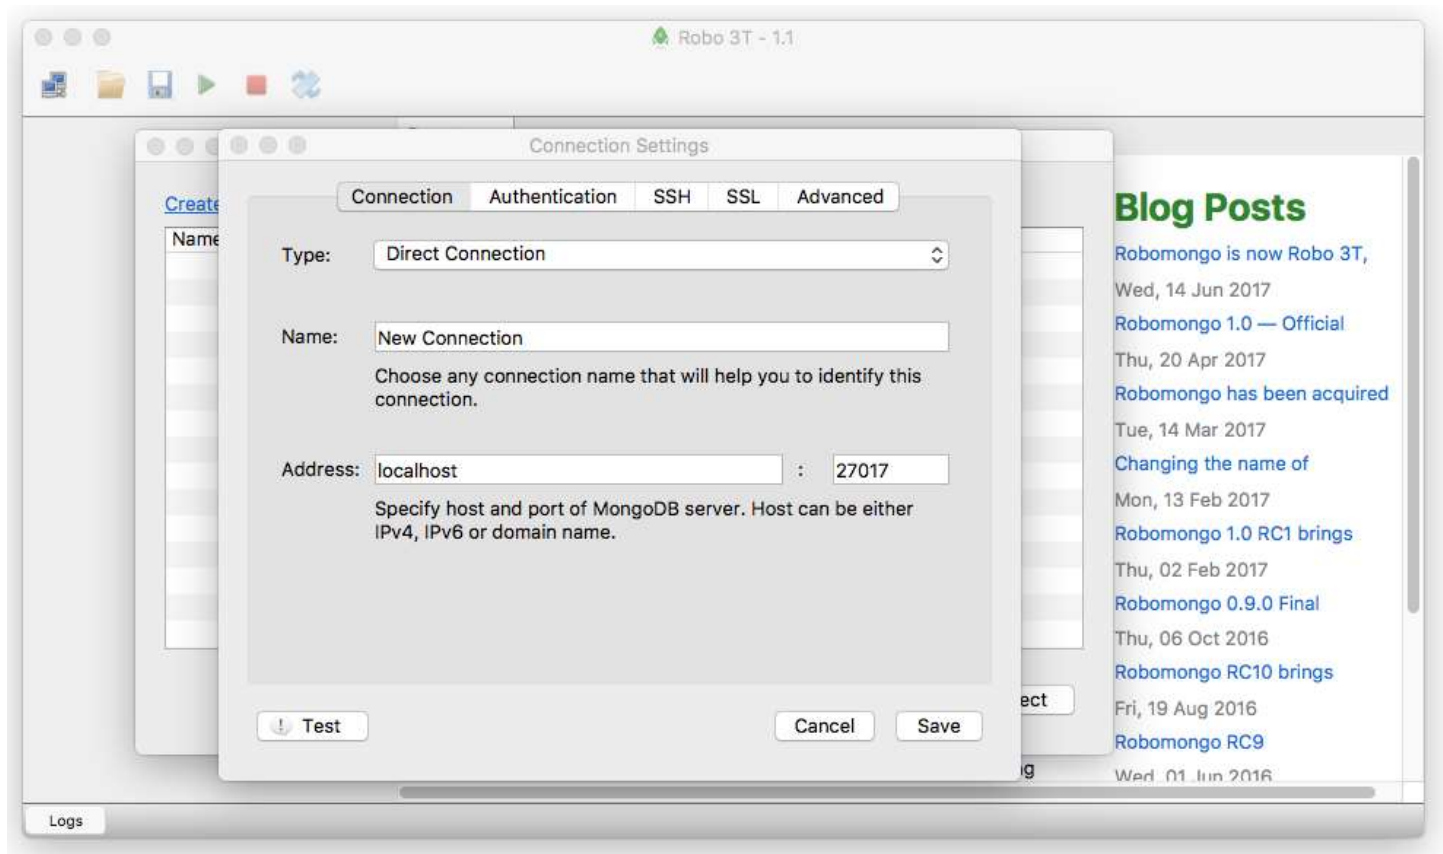 Robo 3T - 1.1
Connection Settings
Create
Name
Connection Authentication SSH SSL Advanced
Type: Direct Connection
Name: New Connection
Choose any connection name that will help you to identify this
connection.
Address: localhost : 27017
Specify host and port of MongoDB server. Host can be either
IPv4, IPv6 or domain name.
Test Cancel Save
ect
ng
Blog Posts
Robomongo is now Robo 3T,
Wed, 14 Jun 2017
Robomongo 1.0 — Official
Thu, 20 Apr 2017
Robomongo has been acquired
Tue, 14 Mar 2017
Changing the name of
Mon, 13 Feb 2017
Robomongo 1.0 RC1 brings
Thu, 02 Feb 2017
Robomongo 0.9.0 Final
Thu, 06 Oct 2016
Robomongo RC10 brings
Fri, 19 Aug 2016
Robomongo RC9
Wed, 01 Jun 2016
Logs